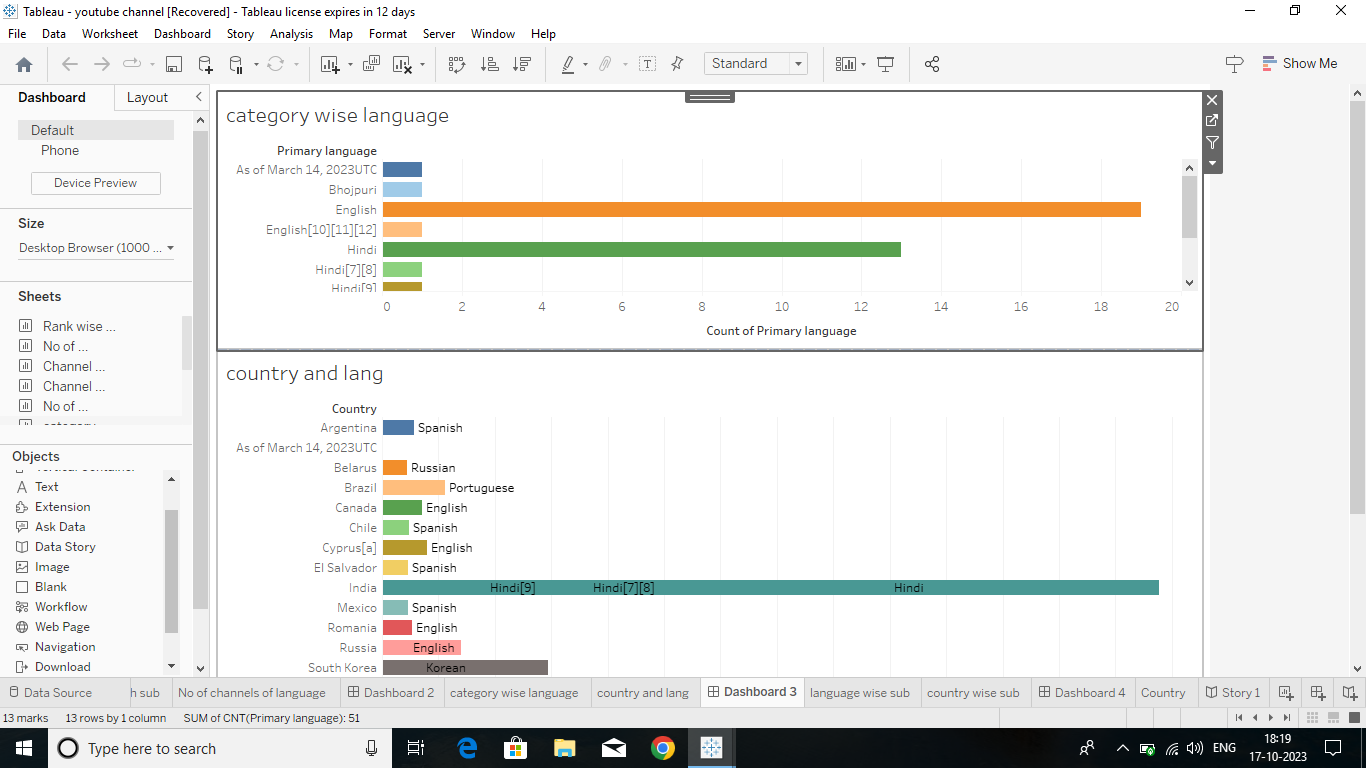 Tableau - youtube channel [Recovered] - Tableau license expires in 12 days
File Data Worksheet Dashboard Story Analysis Map Format Server Window Help
Standard
Show Me
Dashboard Layout
Default
Phone
Device Preview
Size
Desktop Browser (1000 ...
Sheets
Rank wise ...
No of ...
Channel ...
Channel ...
No of ...
Objects
Text
Extension
Ask Data
Data Story
Image
Blank
Workflow
Web Page
Navigation
Download
category wise language
Primary language
As of March 14, 2023UTC
Bhojpuri
English
English[10][11][12]
Hindi
Hindi[7][8]
Hindi[9]
0 2 4 6 8 10 12 14 16 18 20
Count of Primary language
country and lang
Country
Argentina Spanish
As of March 14, 2023UTC
Belarus Russian
Brazil Portuguese
Canada English
Chile Spanish
Cyprus[a] English
El Salvador Spanish
India Hindi[9] Hindi[7][8] Hindi
Mexico Spanish
Romania English
Russia English
South Korea Korean
Data Source h sub No of channels of language Dashboard 2 category wise language country and lang Dashboard 3 language wise sub country wise sub Dashboard 4 Country Story 1
13 marks 13 rows by 1 column SUM of CNT(Primary language): 51
Type here to search
ENG
18:19
17-10-2023